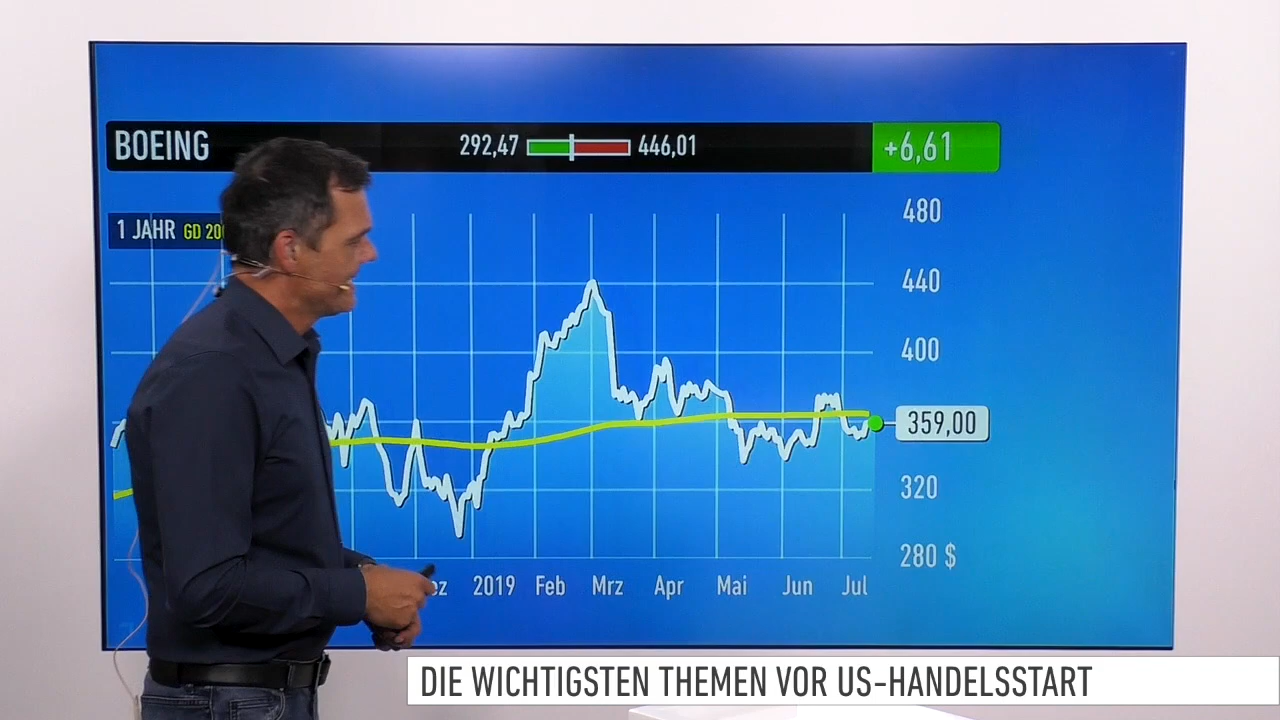 BOEING 292,47 446,01 +6,61
1 JAHR GD
480
440
400
359,00
320
280 $
2019 Feb Mrz Apr Mai Jun Jul
DIE WICHTIGSTEN THEMEN VOR US-HANDELSSTART